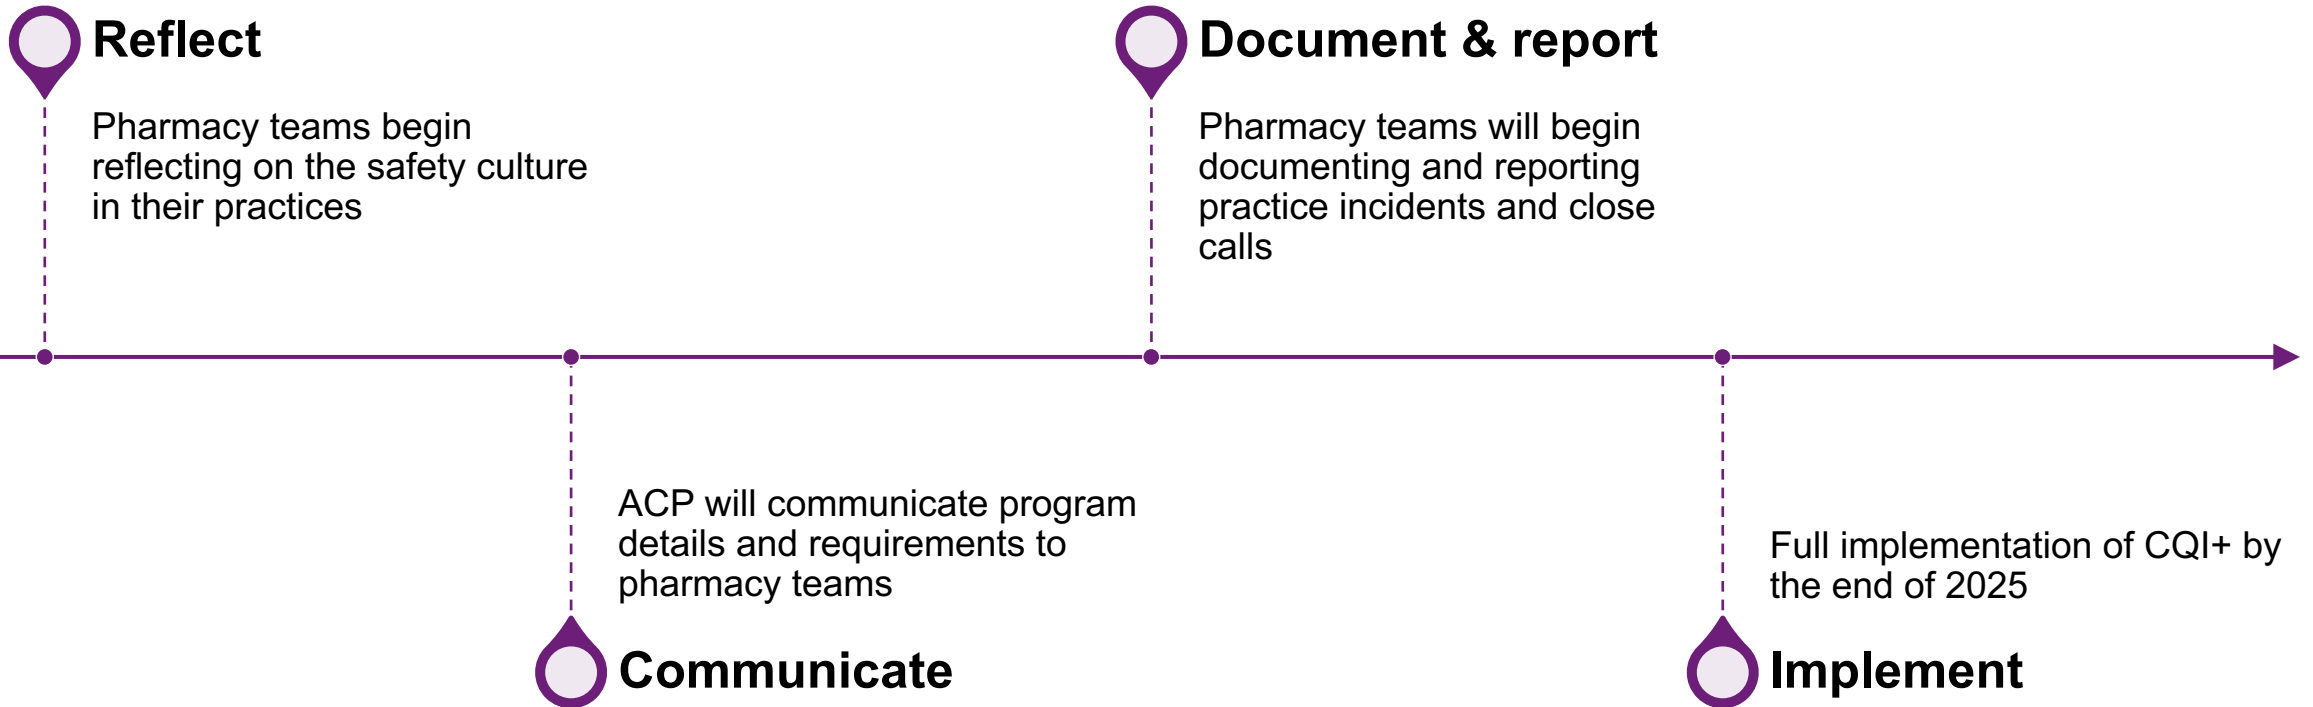 Reflect
Pharmacy teams begin
reflecting on the safety culture
in their practices
ACP will communicate program
details and requirements to
pharmacy teams
Communicate
Document & report
Pharmacy teams will begin
documenting and reporting
practice incidents and close
calls
Full implementation of CQI+ by
the end of 2025
Implement